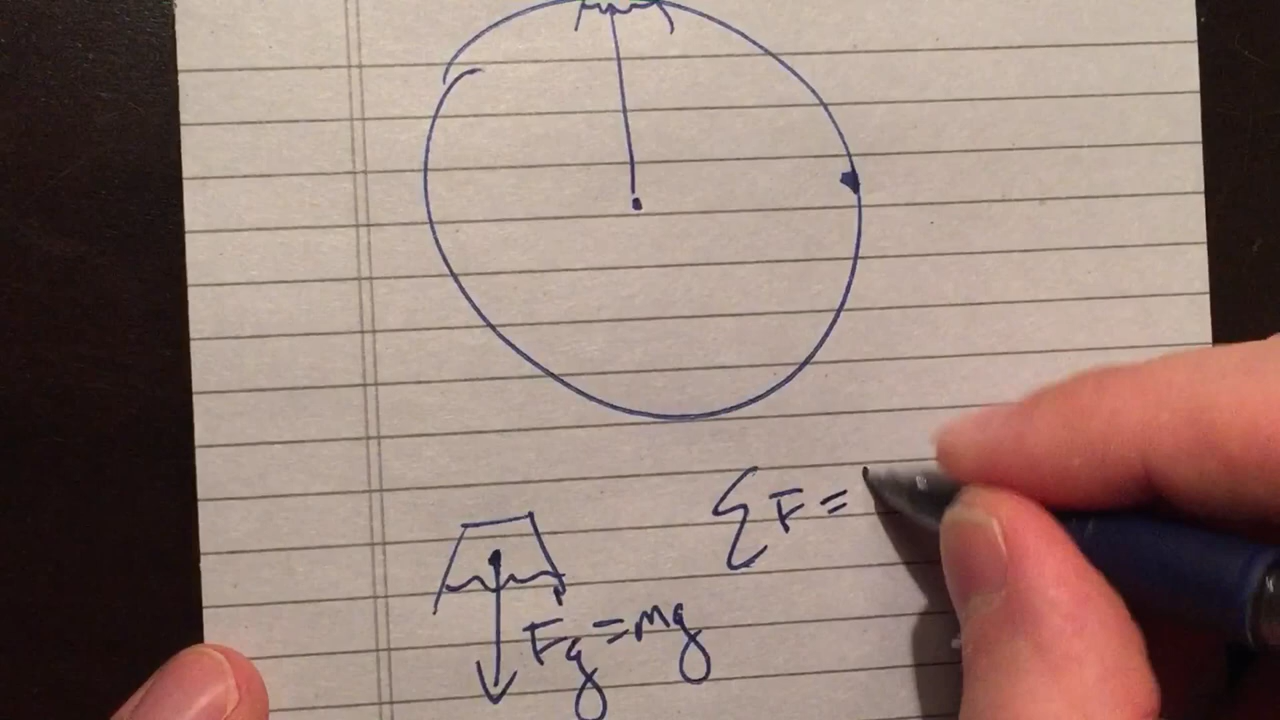 ΣF =
Fg = mg